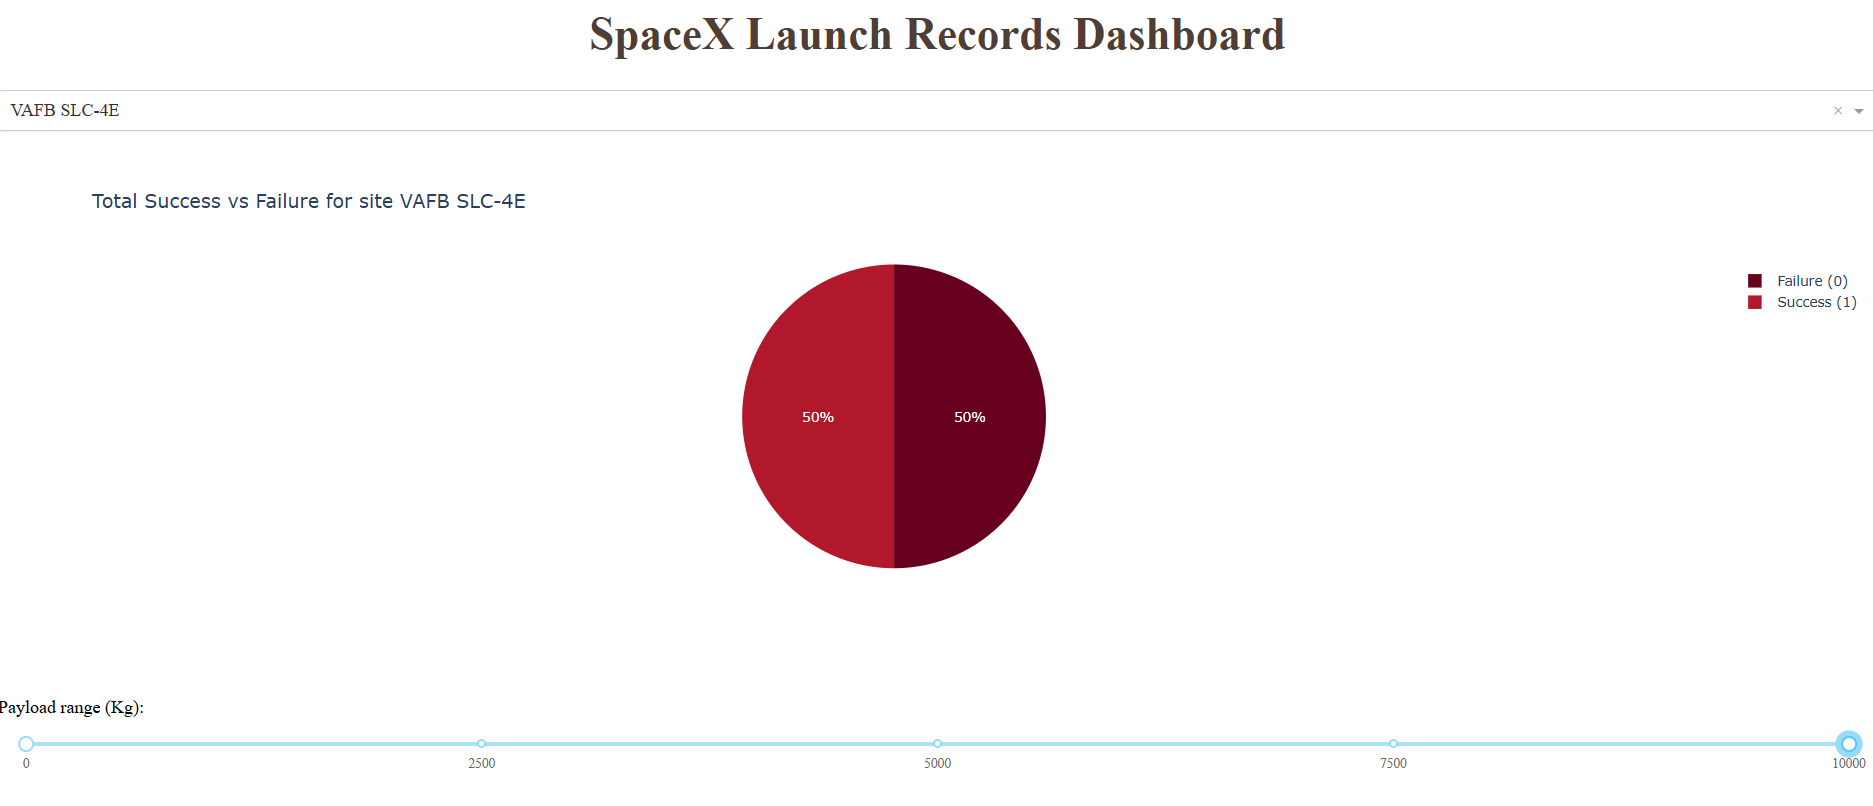 SpaceX Launch Records Dashboard
VAFB SLC-4E
×
Total Success vs Failure for site VAFB SLC-4E
Failure (0)
Success (1)
50%
50%
Payload range (Kg):
0 2500 5000 7500 10000